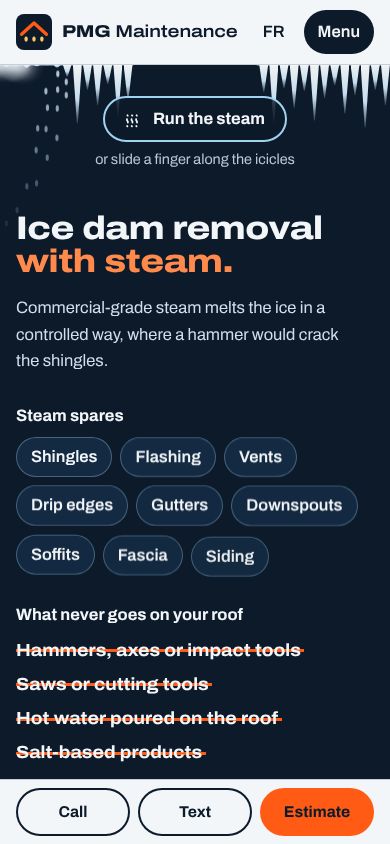 PMG Maintenance
FR
Menu
Run the steam
or slide a finger along the icicles
Ice dam removal
with steam.
Commercial-grade steam melts the ice in a
controlled way, where a hammer would crack
the shingles.
Steam spares
Shingles
Flashing
Vents
Drip edges
Gutters
Downspouts
Soffits
Fascia
Siding
What never goes on your roof
Hammers, axes or impact tools
Saws or cutting tools
Hot water poured on the roof
Salt-based products
Call
Text
Estimate